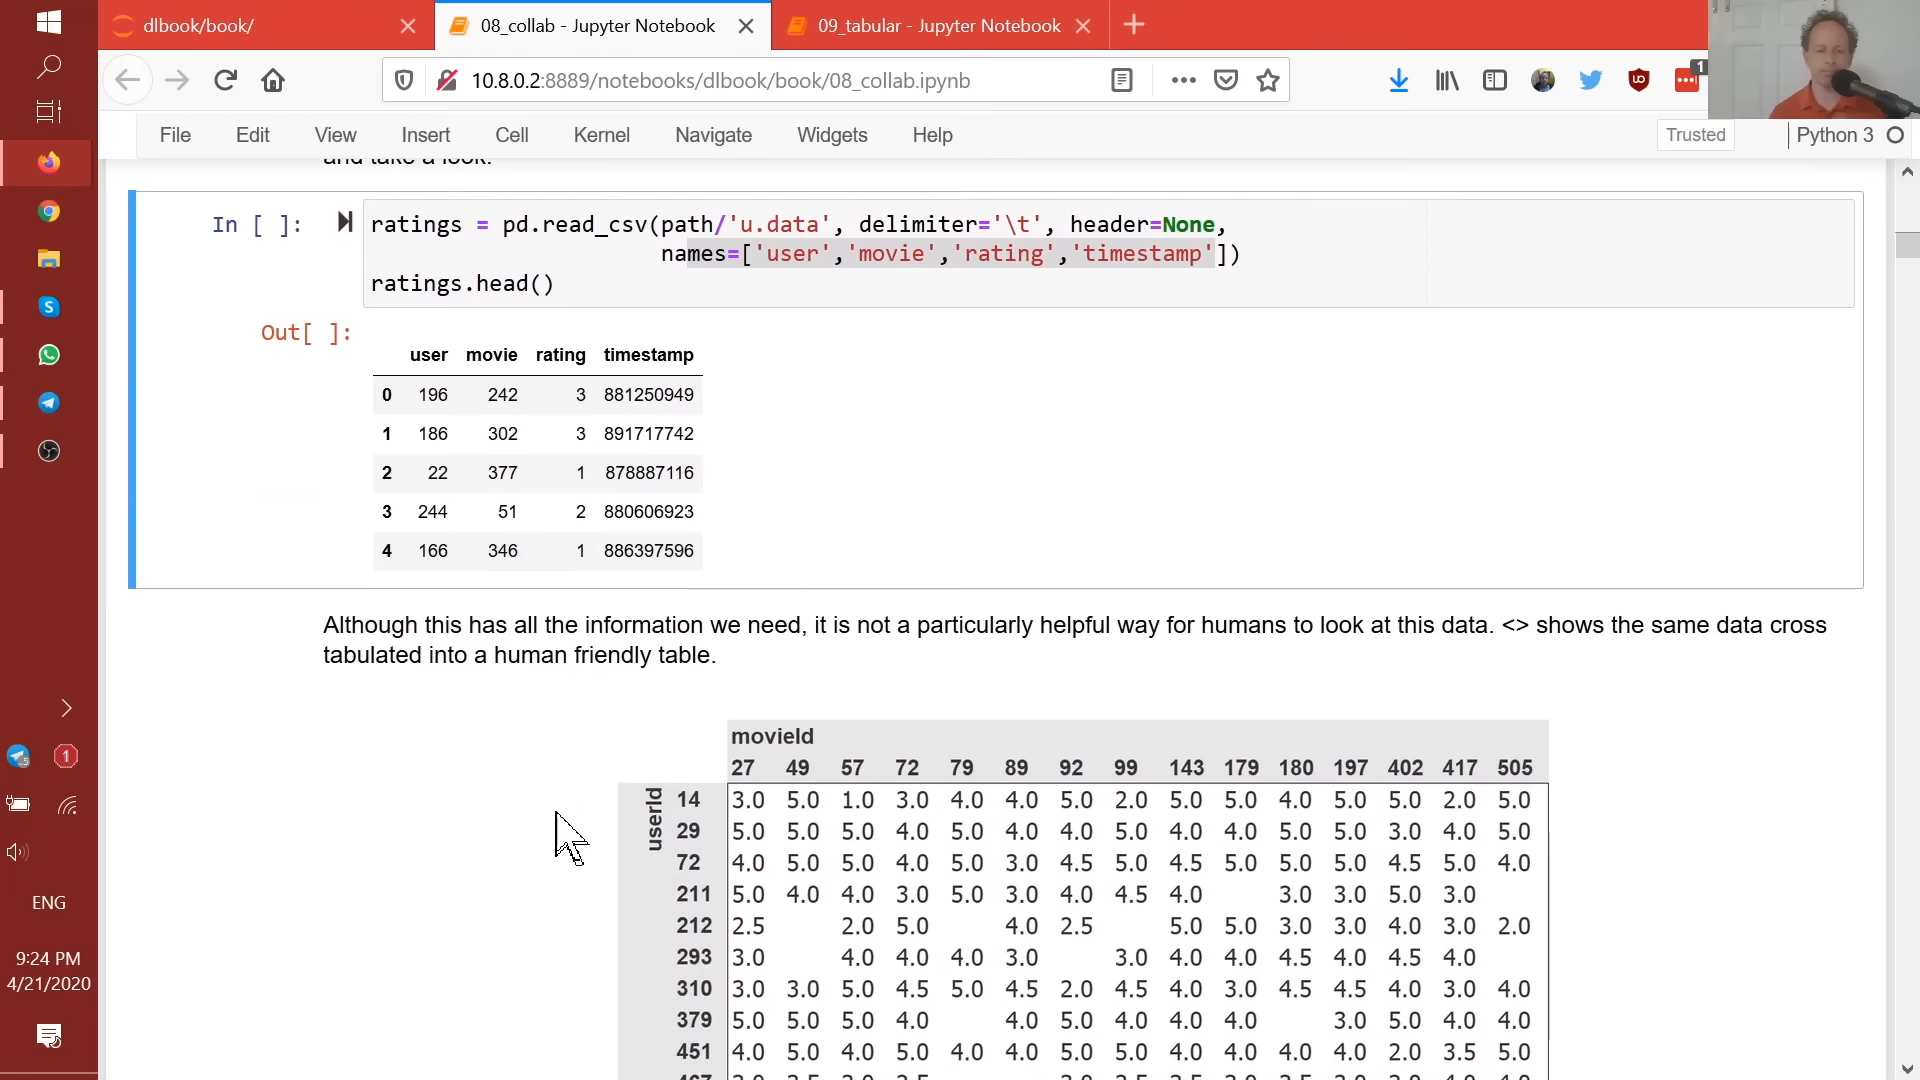 dlbook/book/
08_collab - Jupyter Notebook
09_tabular - Jupyter Notebook
10.8.0.2:8889/notebooks/dlbook/book/08_collab.ipynb
1
File Edit View Insert Cell Kernel Navigate Widgets Help
Trusted
Python 3
and take a look.
In [ ]:
ratings = pd.read_csv(path/'u.data', delimiter='\t', header=None,
names=['user','movie','rating','timestamp'])
ratings.head()
Out[ ]:
user movie rating timestamp
0 196 242 3 881250949
1 186 302 3 891717742
2 22 377 1 878887116
3 244 51 2 880606923
4 166 346 1 886397596
Although this has all the information we need, it is not a particularly helpful way for humans to look at this data. <> shows the same data cross
tabulated into a human friendly table.
movieId
27 49 57 72 79 89 92 99 143 179 180 197 402 417 505
userId
14 3.0 5.0 1.0 3.0 4.0 4.0 5.0 2.0 5.0 5.0 4.0 5.0 5.0 2.0 5.0
29 5.0 5.0 5.0 4.0 5.0 4.0 4.0 5.0 4.0 4.0 5.0 5.0 3.0 4.0 5.0
72 4.0 5.0 5.0 4.0 5.0 3.0 4.5 5.0 4.5 5.0 5.0 5.0 4.5 5.0 4.0
211 5.0 4.0 4.0 3.0 5.0 3.0 4.0 4.5 4.0 3.0 3.0 5.0 3.0
212 2.5 2.0 5.0 4.0 2.5 5.0 5.0 3.0 3.0 4.0 3.0 2.0
293 3.0 4.0 4.0 4.0 3.0 3.0 4.0 4.0 4.5 4.0 4.5 4.0
310 3.0 3.0 5.0 4.5 5.0 4.5 2.0 4.5 4.0 3.0 4.5 4.5 4.0 3.0 4.0
379 5.0 5.0 5.0 4.0 4.0 5.0 4.0 4.0 4.0 3.0 5.0 4.0 4.0
451 4.0 5.0 4.0 5.0 4.0 4.0 5.0 5.0 4.0 4.0 4.0 4.0 2.0 3.5 5.0
1
ENG
9:24 PM
4/21/2020